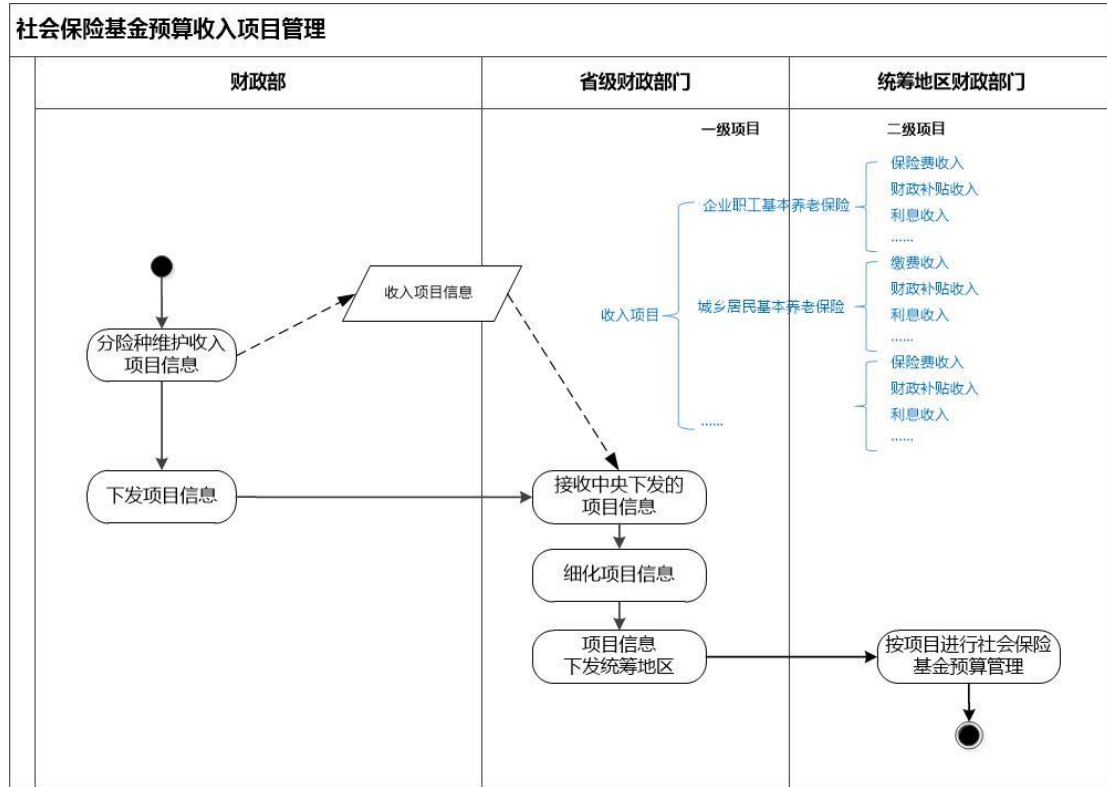 社会保险基金预算收入项目管理
财政部
省级财政部门
统筹地区财政部门
一级项目
二级项目
收入项目
企业职工基本养老保险
保险费收入
财政补贴收入
利息收入
......
城乡居民基本养老保险
缴费收入
财政补贴收入
利息收入
......
......
保险费收入
财政补贴收入
利息收入
......
收入项目信息
分险种维护收入
项目信息
下发项目信息
接收中央下发的
项目信息
细化项目信息
项目信息
下发统筹地区
按项目进行社会保险
基金预算管理